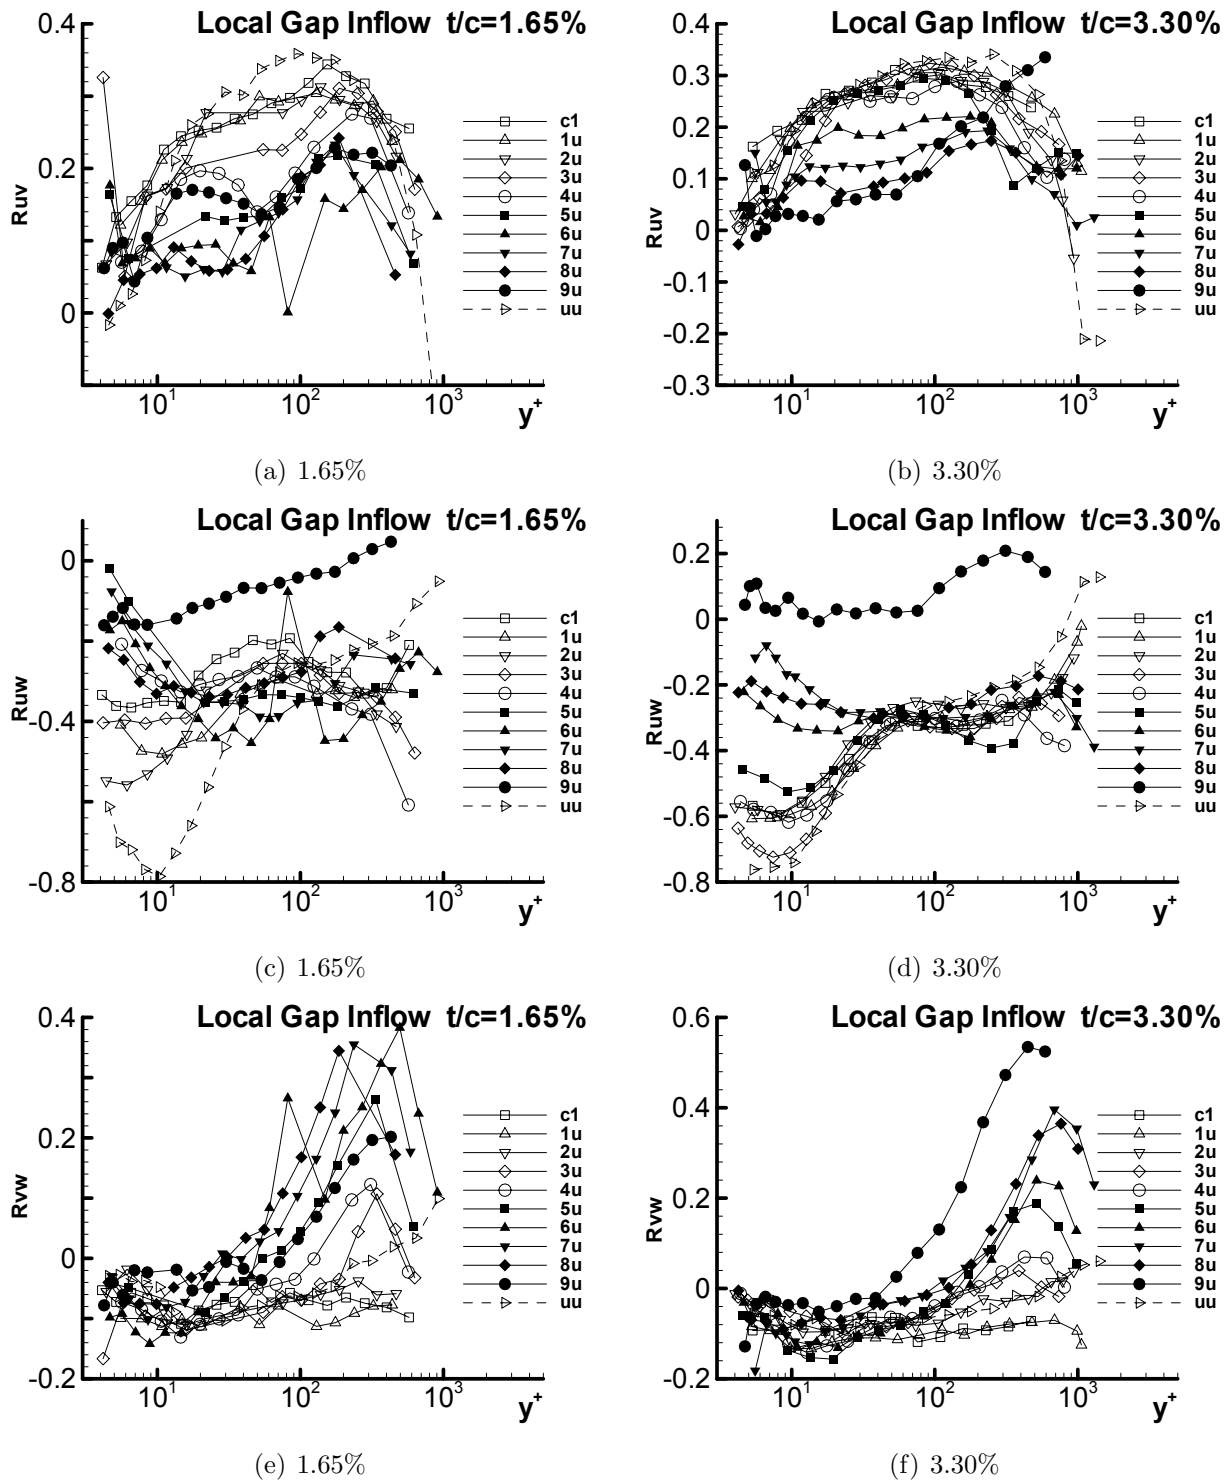 Local Gap Inflow t/c=1.65%
0.4
0.2
0
Ruv
10¹
10²
10³
y⁺
c1
1u
2u
3u
4u
5u
6u
7u
8u
9u
uu
(a) 1.65%
Local Gap Inflow t/c=3.30%
0.4
0.3
0.2
0.1
0
-0.1
-0.2
-0.3
Ruv
10¹
10²
10³
y⁺
c1
1u
2u
3u
4u
5u
6u
7u
8u
9u
uu
(b) 3.30%
Local Gap Inflow t/c=1.65%
0
-0.4
-0.8
Ruw
10¹
10²
10³
y⁺
c1
1u
2u
3u
4u
5u
6u
7u
8u
9u
uu
(c) 1.65%
Local Gap Inflow t/c=3.30%
0.2
0
-0.2
-0.4
-0.6
-0.8
Ruw
10¹
10²
10³
y⁺
c1
1u
2u
3u
4u
5u
6u
7u
8u
9u
uu
(d) 3.30%
Local Gap Inflow t/c=1.65%
0.4
0.2
0
-0.2
Rvw
10¹
10²
10³
y⁺
c1
1u
2u
3u
4u
5u
6u
7u
8u
9u
uu
(e) 1.65%
Local Gap Inflow t/c=3.30%
0.6
0.4
0.2
0
-0.2
Rvw
10¹
10²
10³
y⁺
c1
1u
2u
3u
4u
5u
6u
7u
8u
9u
uu
(f) 3.30%